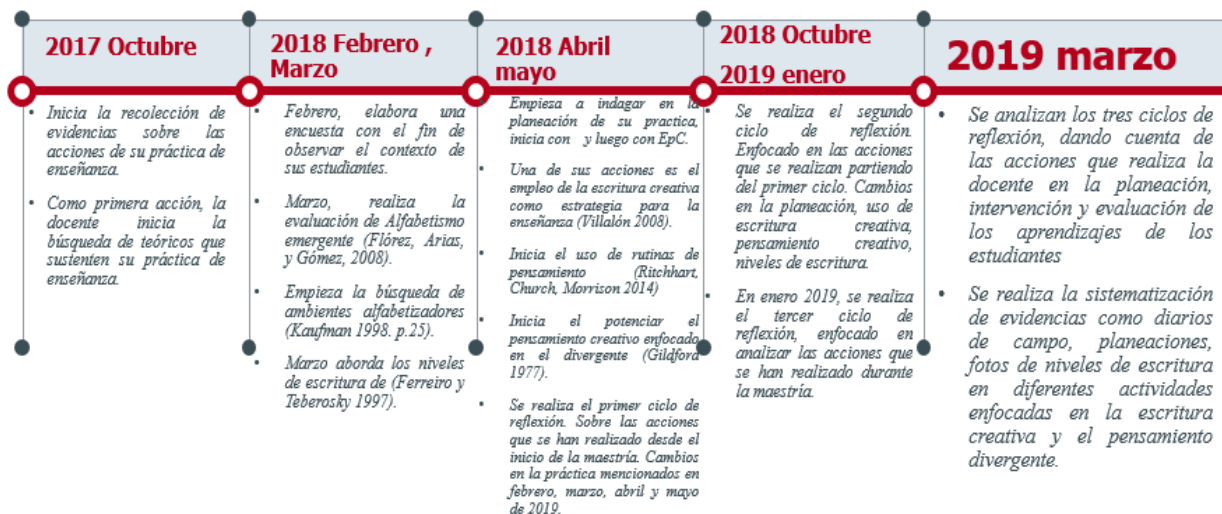 2017 Octubre
• Inicia la recolección de
evidencias sobre las
acciones de su práctica de
enseñanza.
• Como primera acción, la
docente inicia la
búsqueda de teóricos que
sustenten su práctica de
enseñanza.
2018 Febrero ,
Marzo
• Febrero, elabora una
encuesta con el fin de
observar el contexto de
sus estudiantes.
• Marzo, realiza la
evaluación de Alfabetismo
emergente (Flórez, Arias,
y Gómez, 2008).
• Empieza la búsqueda de
ambientes alfabetizadores
(Kaufman 1998. p.25).
• Marzo aborda los niveles
de escritura de (Ferreiro y
Teberosky 1997).
2018 Abril
mayo
• Empieza a indagar en la
planeación de su practica,
inicia con y luego con EpC.
• Una de sus acciones es el
empleo de la escritura creativa
como estrategia para la
enseñanza (Villalón 2008).
• Inicia el uso de rutinas de
pensamiento (Ritchhart,
Church, Morrison 2014)
• Inicia el potenciar el
pensamiento creativo enfocado
en el divergente (Gildford
1977).
• Se realiza el primer ciclo de
reflexión. Sobre las acciones
que se han realizado desde el
inicio de la maestría. Cambios
en la práctica mencionados en
febrero, marzo, abril y mayo
de 2019.
2018 Octubre
2019 enero
• Se realiza el segundo
ciclo de reflexión.
Enfocado en las acciones
que se realizan partiendo
del primer ciclo. Cambios
en la planeación, uso de
escritura creativa,
pensamiento creativo,
niveles de escritura.
• En enero 2019, se realiza
el tercer ciclo de
reflexión, enfocado en
analizar las acciones que
se han realizado durante
la maestría.
2019 marzo
• Se analizan los tres ciclos de
reflexión, dando cuenta de
las acciones que realiza la
docente en la planeación,
intervención y evaluación de
los aprendizajes de los
estudiantes
• Se realiza la sistematización
de evidencias como diarios
de campo, planeaciones,
fotos de niveles de escritura
en diferentes actividades
enfocadas en la escritura
creativa y el pensamiento
divergente.